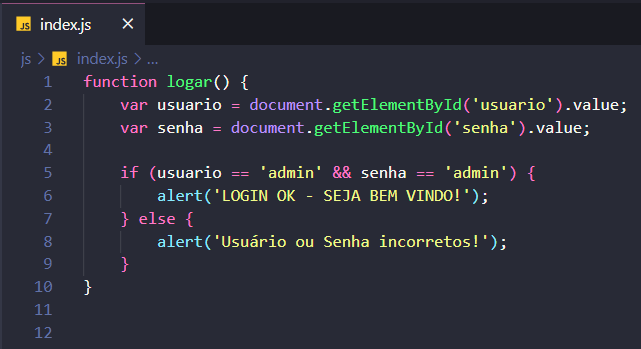 JS index.js ×
js > JS index.js > ...
1 function logar() {
2     var usuario = document.getElementById('usuario').value;
3     var senha = document.getElementById('senha').value;
4
5     if (usuario == 'admin' && senha == 'admin') {
6         alert('LOGIN OK - SEJA BEM VINDO!');
7     } else {
8         alert('Usuário ou Senha incorretos!');
9     }
10 }
11
12